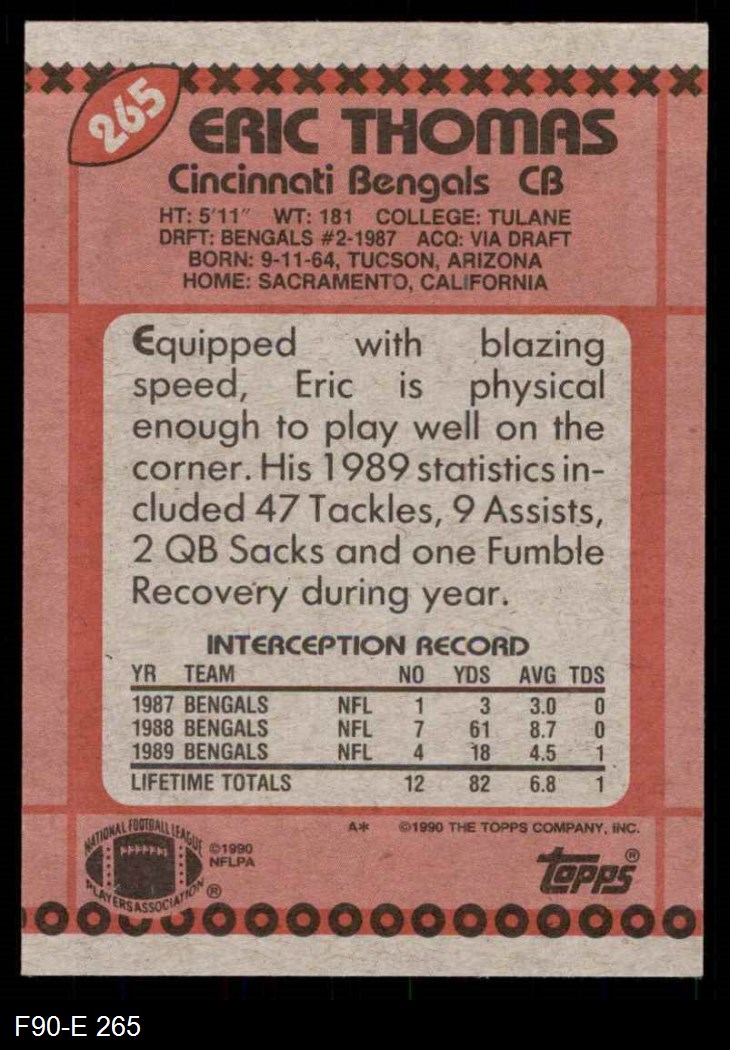 265
ERIC THOMAS
Cincinnati Bengals CB
HT: 5'11" WT: 181 COLLEGE: TULANE
DRFT: BENGALS #2-1987 ACQ: VIA DRAFT
BORN: 9-11-64, TUCSON, ARIZONA
HOME: SACRAMENTO, CALIFORNIA
Equipped with blazing
speed, Eric is physical
enough to play well on the
corner. His 1989 statistics in-
cluded 47 Tackles, 9 Assists,
2 QB Sacks and one Fumble
Recovery during year.
INTERCEPTION RECORD
YR TEAM NO YDS AVG TDS
1987 BENGALS NFL 1 3 3.0 0
1988 BENGALS NFL 7 61 8.7 0
1989 BENGALS NFL 4 18 4.5 1
LIFETIME TOTALS 12 82 6.8 1
A* ©1990 THE TOPPS COMPANY, INC.
NATIONAL FOOTBALL LEAGUE
PLAYERS ASSOCIATION ®
©1990
NFLPA
topps®
F90-E 265